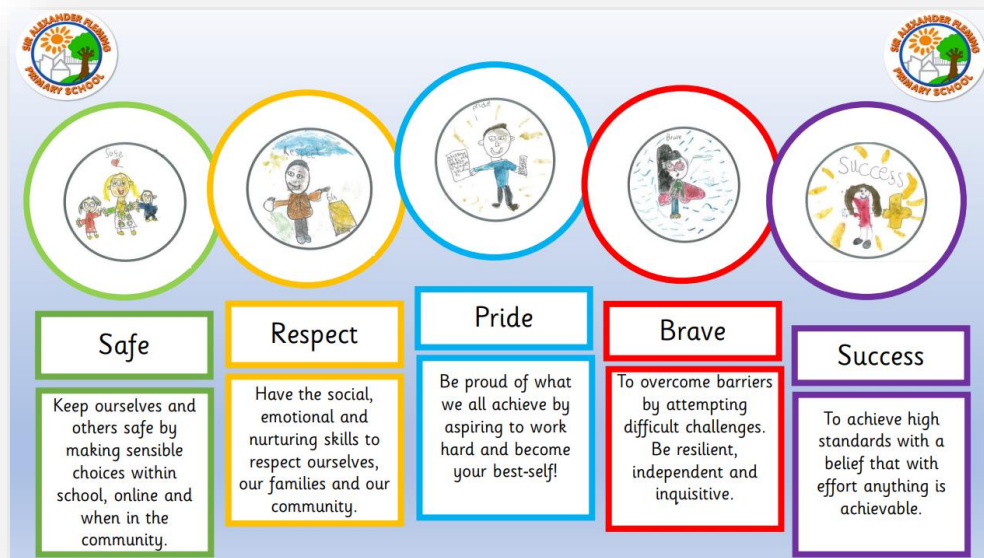 SIR ALEXANDER FLEMING
PRIMARY SCHOOL
SIR ALEXANDER FLEMING
PRIMARY SCHOOL
Safe
Respect
Pride
Brave
Success
Safe
Keep ourselves and
others safe by
making sensible
choices within
school, online and
when in the
community.
Respect
Have the social,
emotional and
nurturing skills to
respect ourselves,
our families and our
community.
Pride
Be proud of what
we all achieve by
aspiring to work
hard and become
your best-self!
Brave
To overcome barriers
by attempting
difficult challenges.
Be resilient,
independent and
inquisitive.
Success
To achieve high
standards with a
belief that with
effort anything is
achievable.